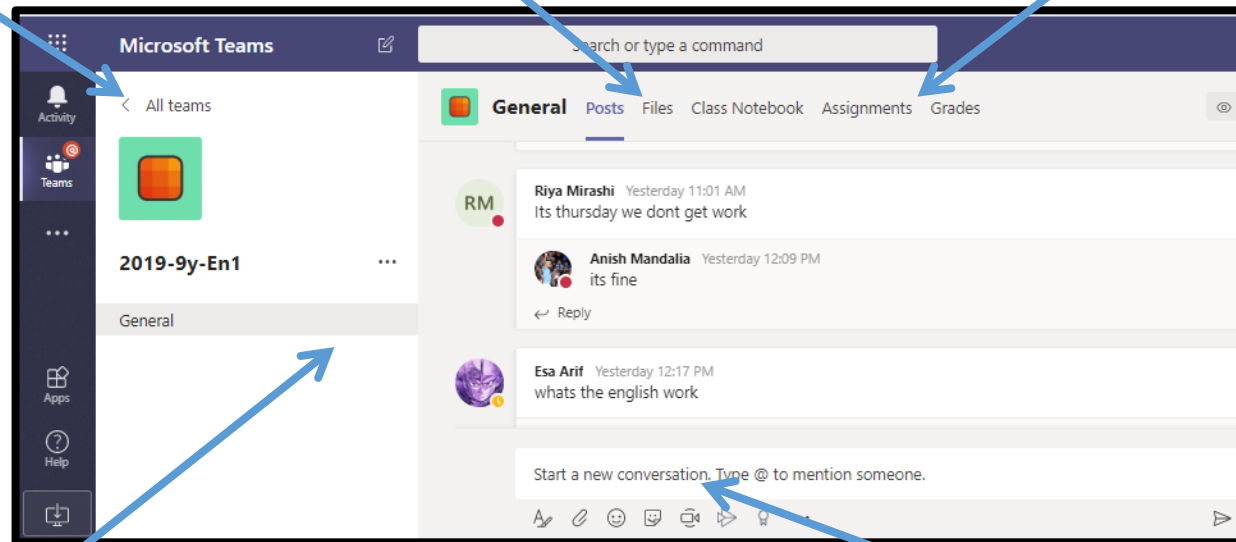 Microsoft Teams
Search or type a command
Activity
Teams
Apps
Help
All teams
2019-9y-En1
General
General Posts Files Class Notebook Assignments Grades
RM
Riya Mirashi Yesterday 11:01 AM
Its thursday we dont get work
Anish Mandalia Yesterday 12:09 PM
its fine
Reply
Esa Arif Yesterday 12:17 PM
whats the english work
Start a new conversation. Type @ to mention someone.